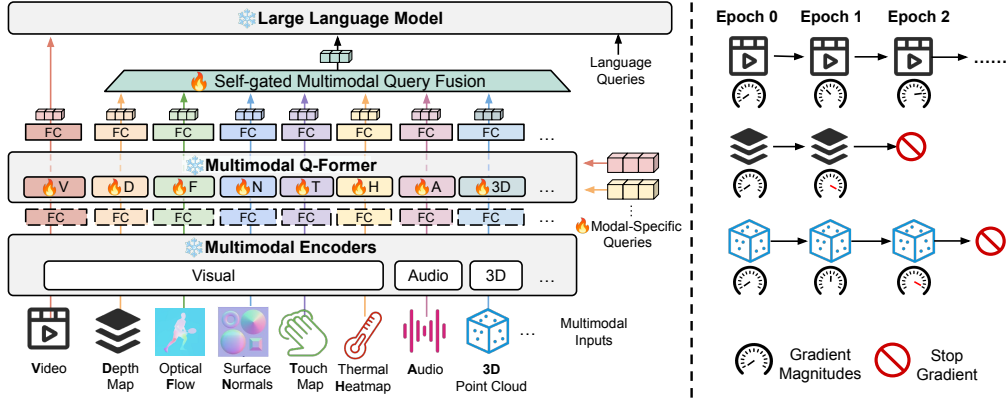 Large Language Model
Language
Queries
Self-gated Multimodal Query Fusion
FC FC FC FC FC FC FC FC ...
Multimodal Q-Former
V D F N T H A 3D ...
FC FC FC FC FC FC FC FC ...
Modal-Specific
Queries
Multimodal Encoders
Visual Audio 3D ...
... Multimodal
Inputs
Video
Depth
Map
Optical
Flow
Surface
Normals
Touch
Map
Thermal
Heatmap
Audio
3D
Point Cloud
Epoch 0 Epoch 1 Epoch 2
......
Gradient
Magnitudes
Stop
Gradient